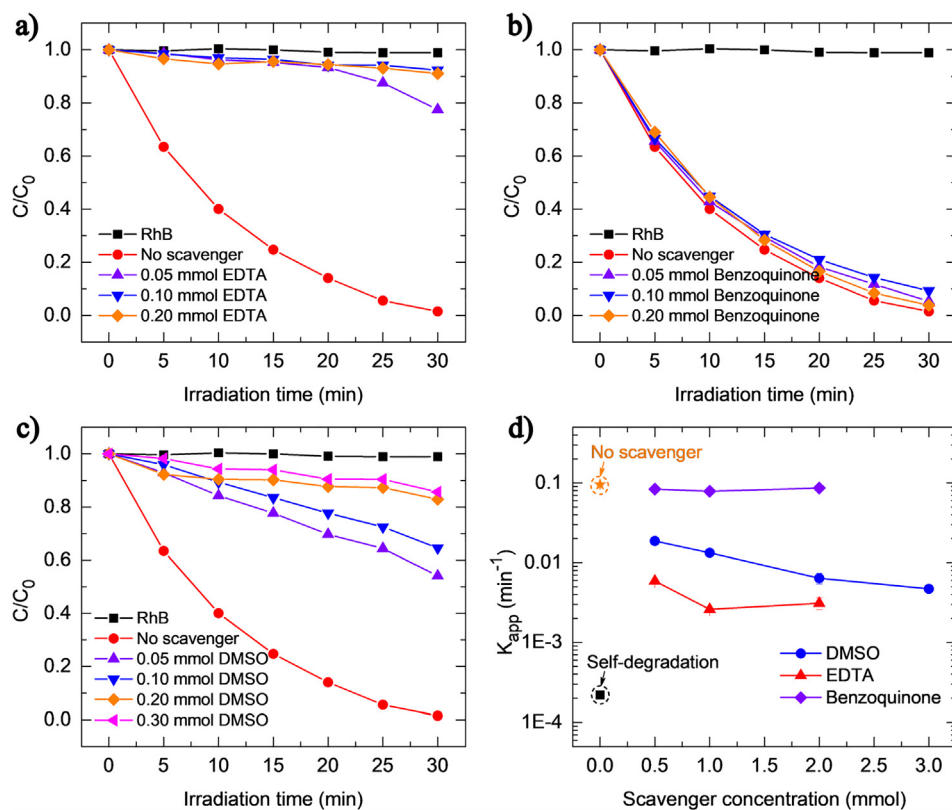 a)
C/C0
1.0
0.8
0.6
0.4
0.2
0.0
RhB
No scavenger
0.05 mmol EDTA
0.10 mmol EDTA
0.20 mmol EDTA
0 5 10 15 20 25 30
Irradiation time (min)
b)
C/C0
1.0
0.8
0.6
0.4
0.2
0.0
RhB
No scavenger
0.05 mmol Benzoquinone
0.10 mmol Benzoquinone
0.20 mmol Benzoquinone
0 5 10 15 20 25 30
Irradiation time (min)
c)
C/C0
1.0
0.8
0.6
0.4
0.2
0.0
RhB
No scavenger
0.05 mmol DMSO
0.10 mmol DMSO
0.20 mmol DMSO
0.30 mmol DMSO
0 5 10 15 20 25 30
Irradiation time (min)
d)
Kapp (min-1)
No scavenger
0.1
0.01
1E-3
1E-4
Self-degradation
DMSO
EDTA
Benzoquinone
0.0 0.5 1.0 1.5 2.0 2.5 3.0
Scavenger concentration (mmol)